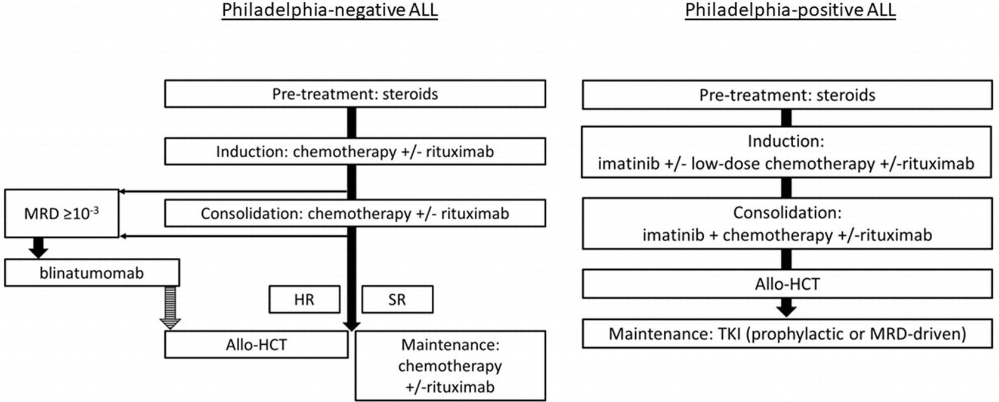 Philadelphia-negative ALL
Pre-treatment: steroids
Induction: chemotherapy +/- rituximab
MRD ≥10⁻³
Consolidation: chemotherapy +/- rituximab
blinatumomab
HR
SR
Allo-HCT
Maintenance:
chemotherapy
+/-rituximab
Philadelphia-positive ALL
Pre-treatment: steroids
Induction:
imatinib +/- low-dose chemotherapy +/-rituximab
Consolidation:
imatinib + chemotherapy +/-rituximab
Allo-HCT
Maintenance: TKI (prophylactic or MRD-driven)